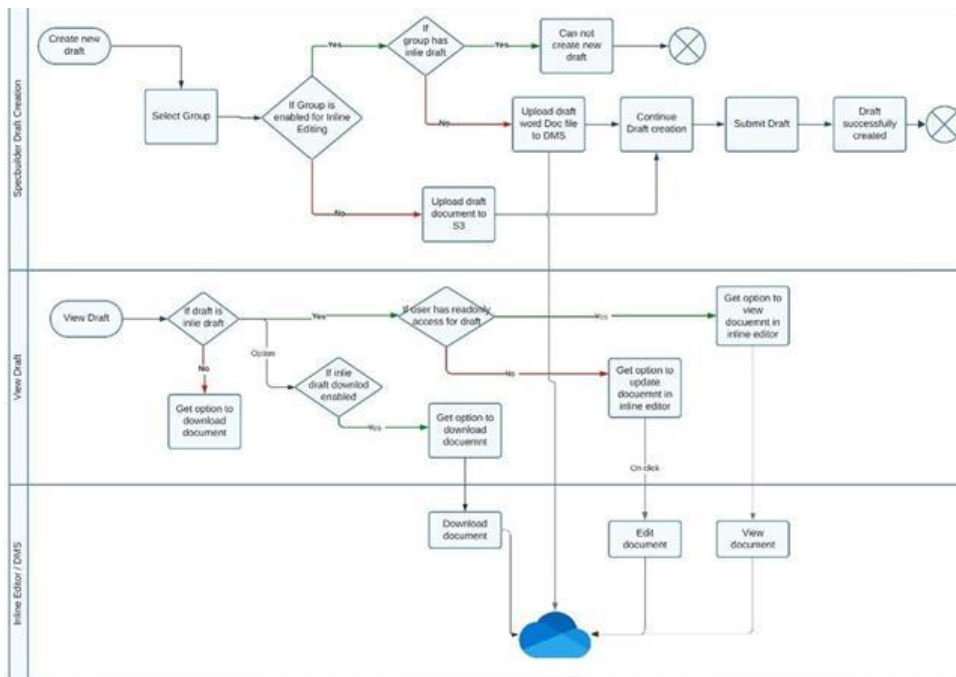 Specbuilder Draft Creation
Create new
draft
Select Group
If Group is
enabled for Inline
Editing
Yes
If
group has
inlie draft
Yes
Can not
create new
draft
No
Upload draft
word Doc file
to DMS
Continue
Draft creation
Submit Draft
Draft
successfully
created
No
Upload draft
document to
S3
View Draft
View Draft
If draft is
inlie draft
Yes
If user has readonly
access for draft
Yes
Get option to
view
docuemnt in
inline editor
Option
No
Get option to
download
document
If inlie
draft downlod
enabled
Yes
Get option to
download
docuemnt
No
Get option to
update
docuemnt in
inline editor
On click
Inline Editor / DMS
Download
document
Edit
document
View
document